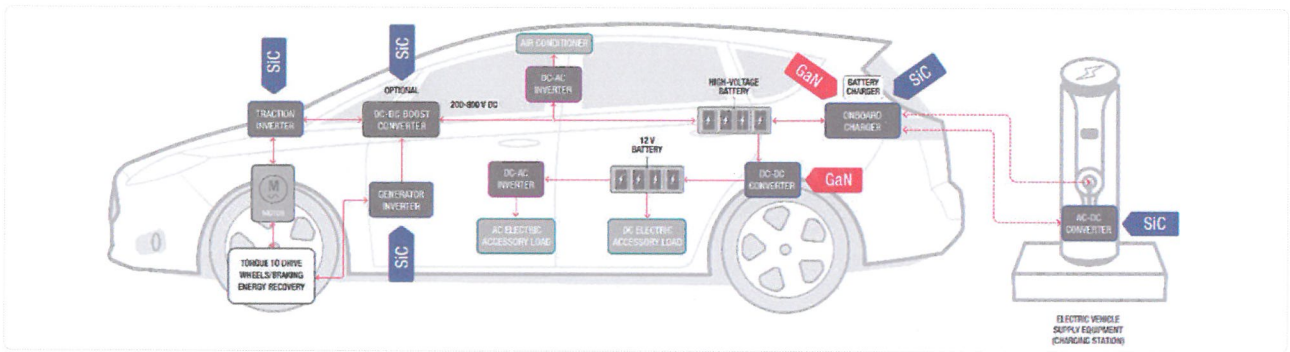 SiC
TRACTION
INVERTER
M
MOTOR
TORQUE TO DRIVE
WHEELS/BRAKING
ENERGY RECOVERY
SiC
OPTIONAL
DC-DC BOOST
CONVERTER
200-800 V DC
GENERATOR
INVERTER
SiC
AIR CONDITIONER
DC-AC
INVERTER
DC-AC
INVERTER
AC ELECTRIC
ACCESSORY LOAD
12 V
BATTERY
DC ELECTRIC
ACCESSORY LOAD
HIGH-VOLTAGE
BATTERY
DC-DC
CONVERTER
GaN
GaN
BATTERY
CHARGER
SiC
ONBOARD
CHARGER
AC-DC
CONVERTER
SiC
ELECTRIC VEHICLE
SUPPLY EQUIPMENT
(CHARGING STATION)